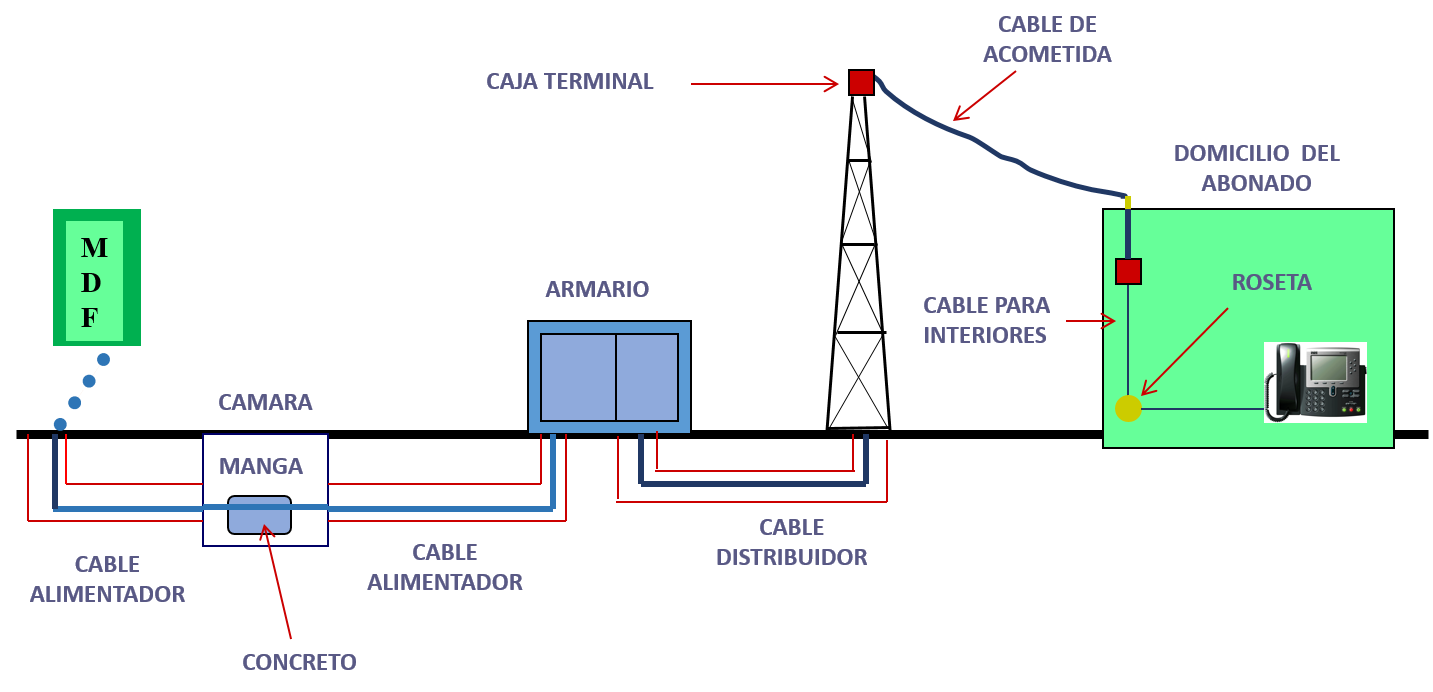 CABLE DE
ACOMETIDA
CAJA TERMINAL
DOMICILIO DEL
ABONADO
M
D
F
ARMARIO
ROSETA
CABLE PARA
INTERIORES
CAMARA
MANGA
CABLE
ALIMENTADOR
CABLE
ALIMENTADOR
CABLE
DISTRIBUIDOR
CONCRETO